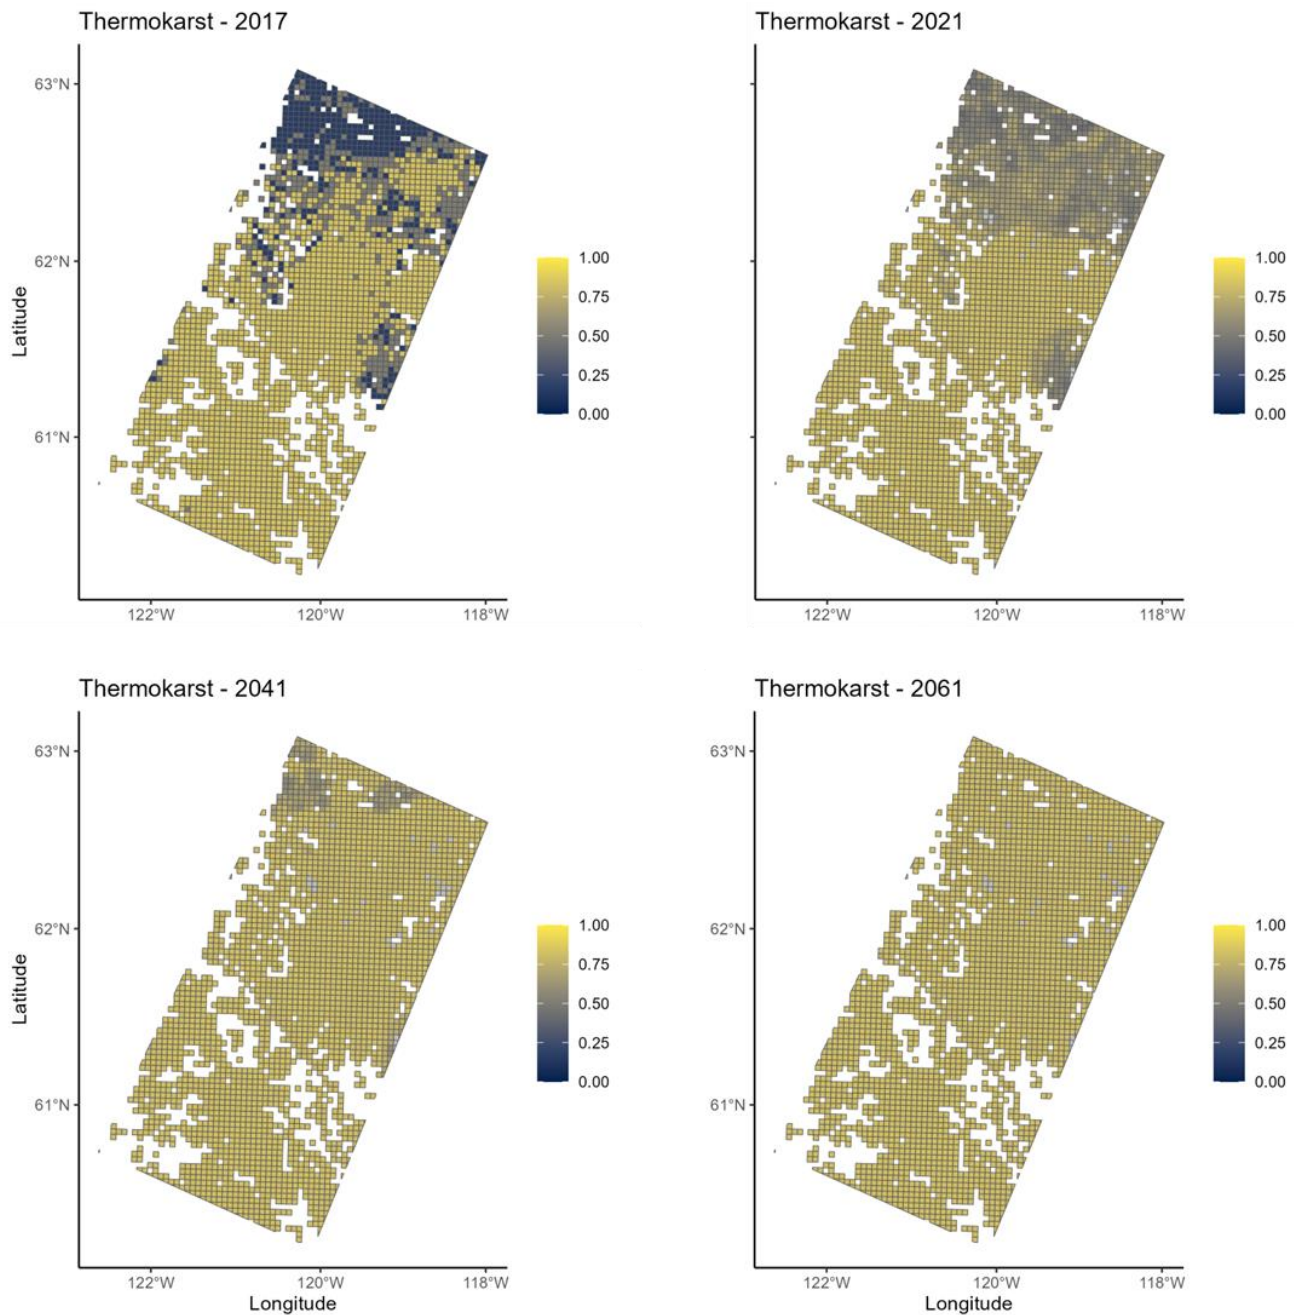 Thermokarst - 2017
63°N
62°N
61°N
Latitude
122°W
120°W
118°W
1.00
0.75
0.50
0.25
0.00
Thermokarst - 2021
122°W
120°W
118°W
1.00
0.75
0.50
0.25
0.00
Thermokarst - 2041
63°N
62°N
61°N
Latitude
122°W
120°W
118°W
Longitude
1.00
0.75
0.50
0.25
0.00
Thermokarst - 2061
63°N
62°N
61°N
122°W
120°W
118°W
Longitude
1.00
0.75
0.50
0.25
0.00